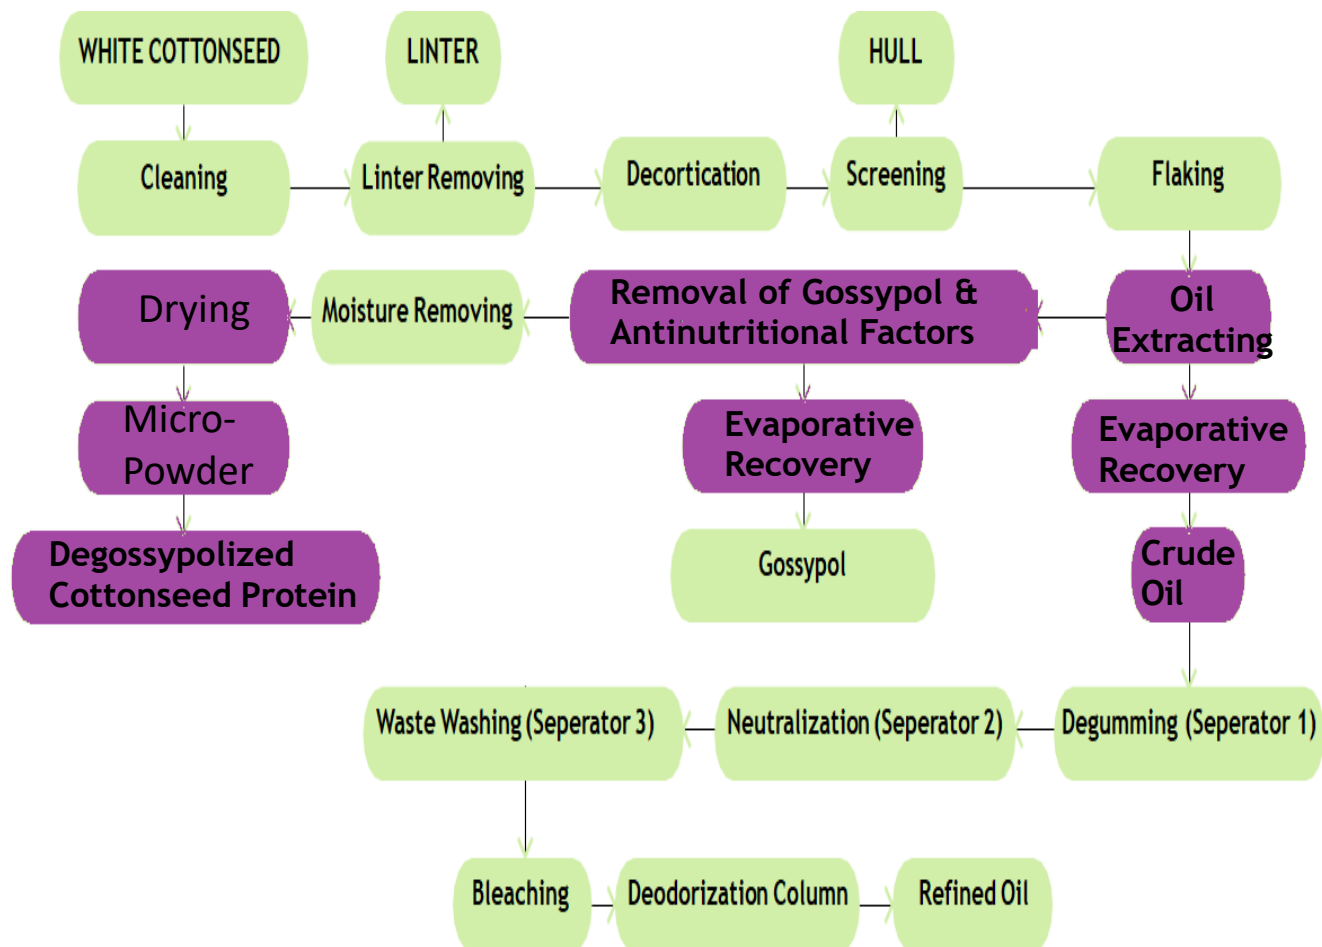 WHITE COTTONSEED
LINTER
HULL
Cleaning
Linter Removing
Decortication
Screening
Flaking
Drying
Moisture Removing
Removal of Gossypol &
Antinutritional Factors
Oil
Extracting
Micro-
Powder
Evaporative
Recovery
Evaporative
Recovery
Degossypolized
Cottonseed Protein
Gossypol
Crude
Oil
Waste Washing (Seperator 3)
Neutralization (Seperator 2)
Degumming (Seperator 1)
Bleaching
Deodorization Column
Refined Oil